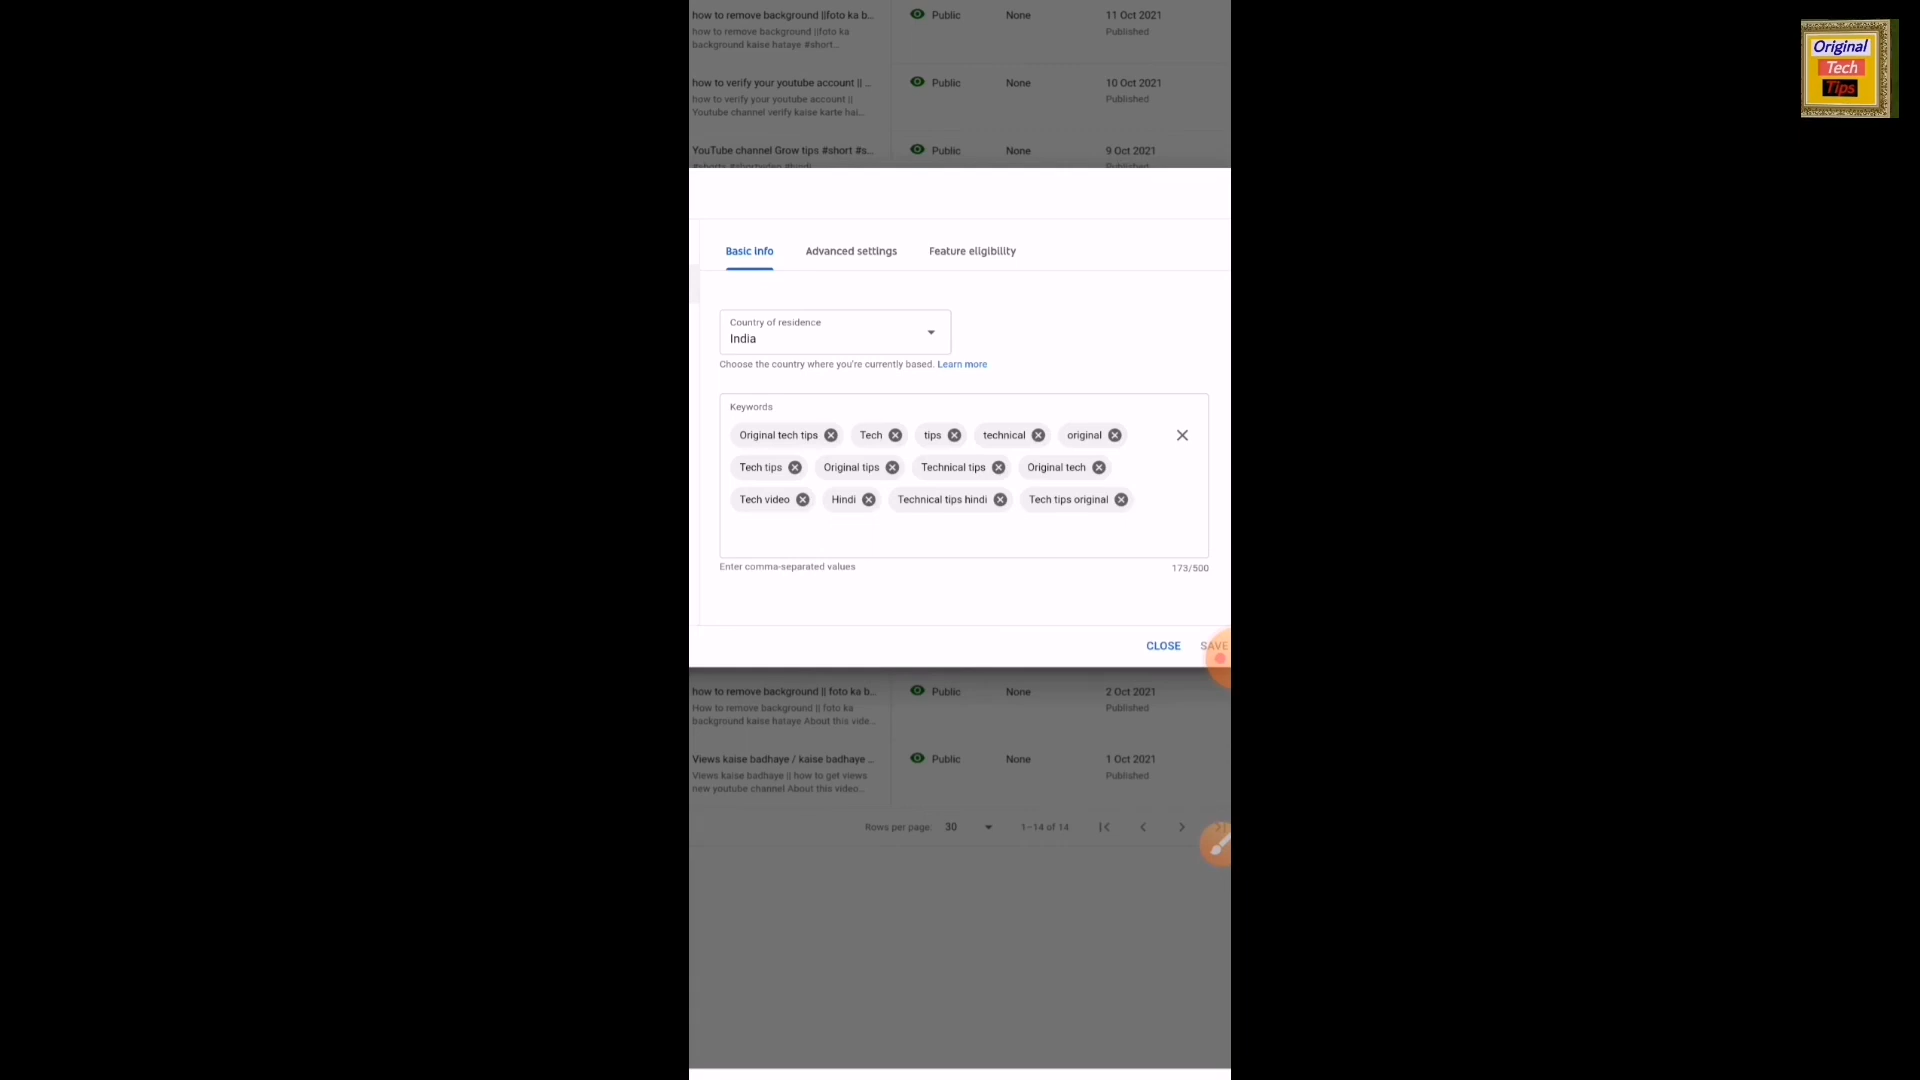 how to remove background ||foto ka b...
Public
None
11 Oct 2021
how to remove background ||foto ka
Published
background kaise hataye #short...
how to verify your youtube account || ...
Public
None
10 Oct 2021
how to verify your youtube account ||
Published
Youtube channel verify kaise karte hai...
YouTube channel Grow tips #short #s...
Public
None
9 Oct 2021
Original
Tech
Tips
Basic info
Advanced settings
Feature eligibility
Country of residence
India
Choose the country where you're currently based. Learn more
Keywords
Original tech tips
Tech
tips
technical
original
Tech tips
Original tips
Technical tips
Original tech
Tech video
Hindi
Technical tips hindi
Tech tips original
Enter comma-separated values
173/500
CLOSE
SAVE
how to remove background || foto ka b...
Public
None
2 Oct 2021
How to remove background || foto ka
Published
background kaise hataye About this vide...
Views kaise badhaye / kaise badhaye ...
Public
None
1 Oct 2021
Views kaise badhaye || how to get views
Published
new youtube channel About this video...
Rows per page:
30
1–14 of 14